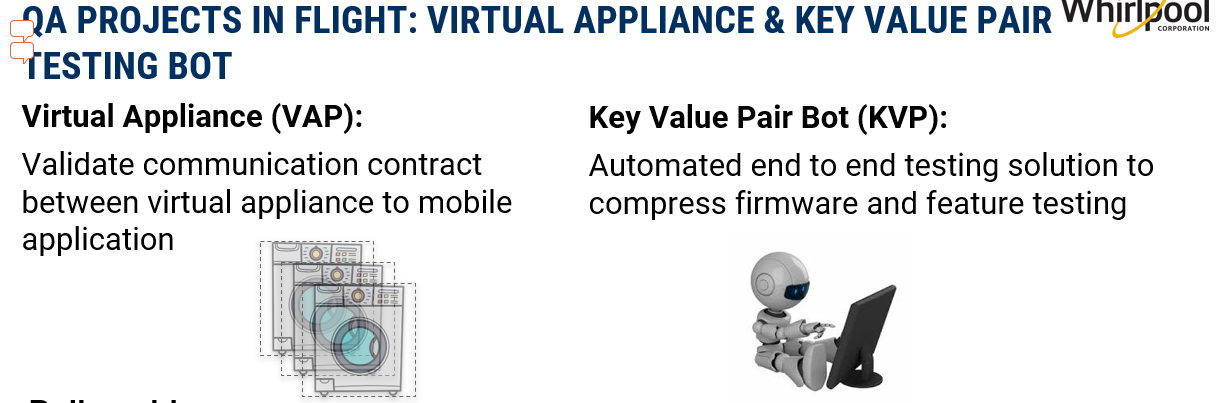 QA PROJECTS IN FLIGHT: VIRTUAL APPLIANCE & KEY VALUE PAIR
TESTING BOT
Whirlpool
CORPORATION
Virtual Appliance (VAP):
Validate communication contract
between virtual appliance to mobile
application
Key Value Pair Bot (KVP):
Automated end to end testing solution to
compress firmware and feature testing